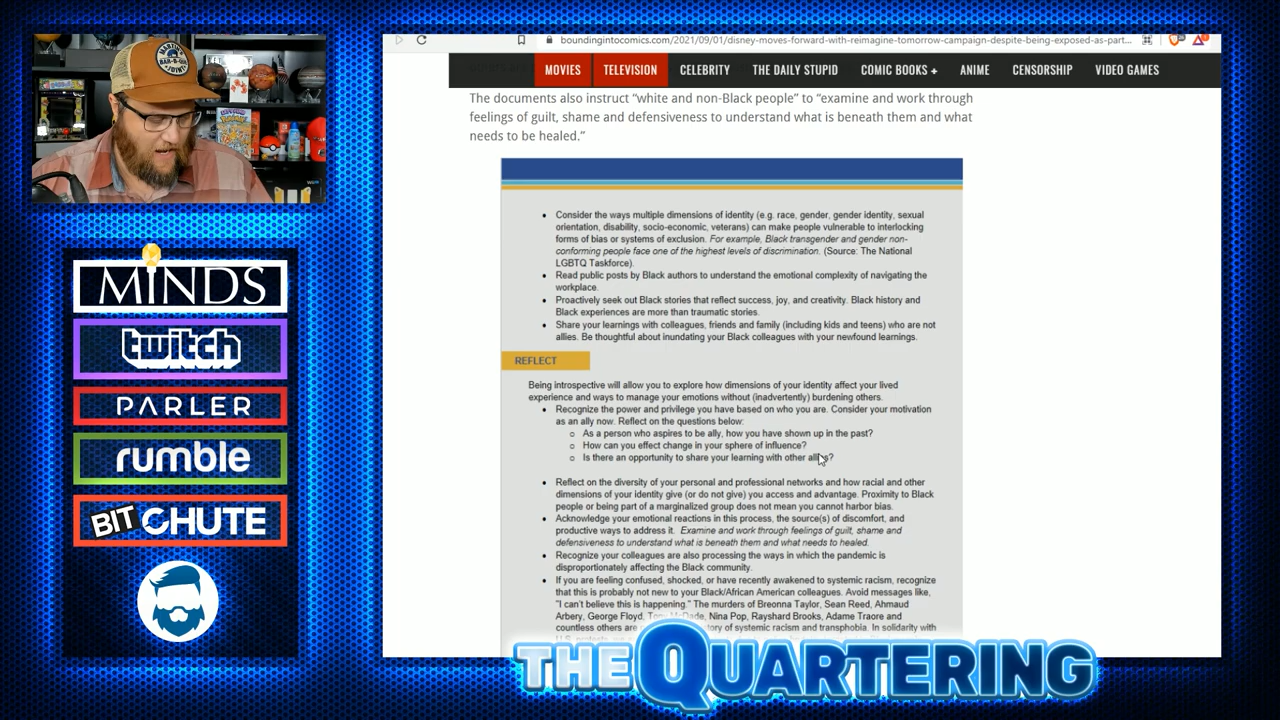 boundingintocomics.com/2021/09/01/disney-moves-forward-with-reimagine-tomorrow-campaign-despite-being-exposed-as-part...
MOVIES TELEVISION CELEBRITY THE DAILY STUPID COMIC BOOKS + ANIME CENSORSHIP VIDEO GAMES
The documents also instruct “white and non-Black people” to “examine and work through
feelings of guilt, shame and defensiveness to understand what is beneath them and what
needs to be healed.”
• Consider the ways multiple dimensions of identity (e.g. race, gender, gender identity, sexual
orientation, disability, socio-economic, veterans) can make people vulnerable to interlocking
forms of bias or systems of exclusion. For example, Black transgender and gender non-
conforming people face one of the highest levels of discrimination. (Source: The National
LGBTQ Taskforce).
• Read public posts by Black authors to understand the emotional complexity of navigating the
workplace.
• Proactively seek out Black stories that reflect success, joy, and creativity. Black history and
Black experiences are more than traumatic stories.
• Share your learnings with colleagues, friends and family (including kids and teens) who are not
allies. Be thoughtful about inundating your Black colleagues with your newfound learnings.
REFLECT
Being introspective will allow you to explore how dimensions of your identity affect your lived
experience and ways to manage your emotions without (inadvertently) burdening others.
• Recognize the power and privilege you have based on who you are. Consider your motivation
as an ally now. Reflect on the questions below:
o As a person who aspires to be ally, how you have shown up in the past?
o How can you effect change in your sphere of influence?
o Is there an opportunity to share your learning with other allies?
• Reflect on the diversity of your personal and professional networks and how racial and other
dimensions of your identity give (or do not give) you access and advantage. Proximity to Black
people or being part of a marginalized group does not mean you cannot harbor bias.
• Acknowledge your emotional reactions in this process, the source(s) of discomfort, and
productive ways to address it. Examine and work through feelings of guilt, shame and
defensiveness to understand what is beneath them and what needs to healed.
• Recognize your colleagues are also processing the ways in which the pandemic is
disproportionately affecting the Black community.
• If you are feeling confused, shocked, or have recently awakened to systemic racism, recognize
that this is probably not new to your Black/African American colleagues. Avoid messages like,
"I can't believe this is happening." The murders of Breonna Taylor, Sean Reed, Ahmaud
Arbery, George Floyd, Tony McDade, Nina Pop, Rayshard Brooks, Adame Traore and
countless others are of systemic racism and transphobia. In solidarity with
MINDS
twitch
PARLER
rumble
BIT CHUTE
THE QUARTERING